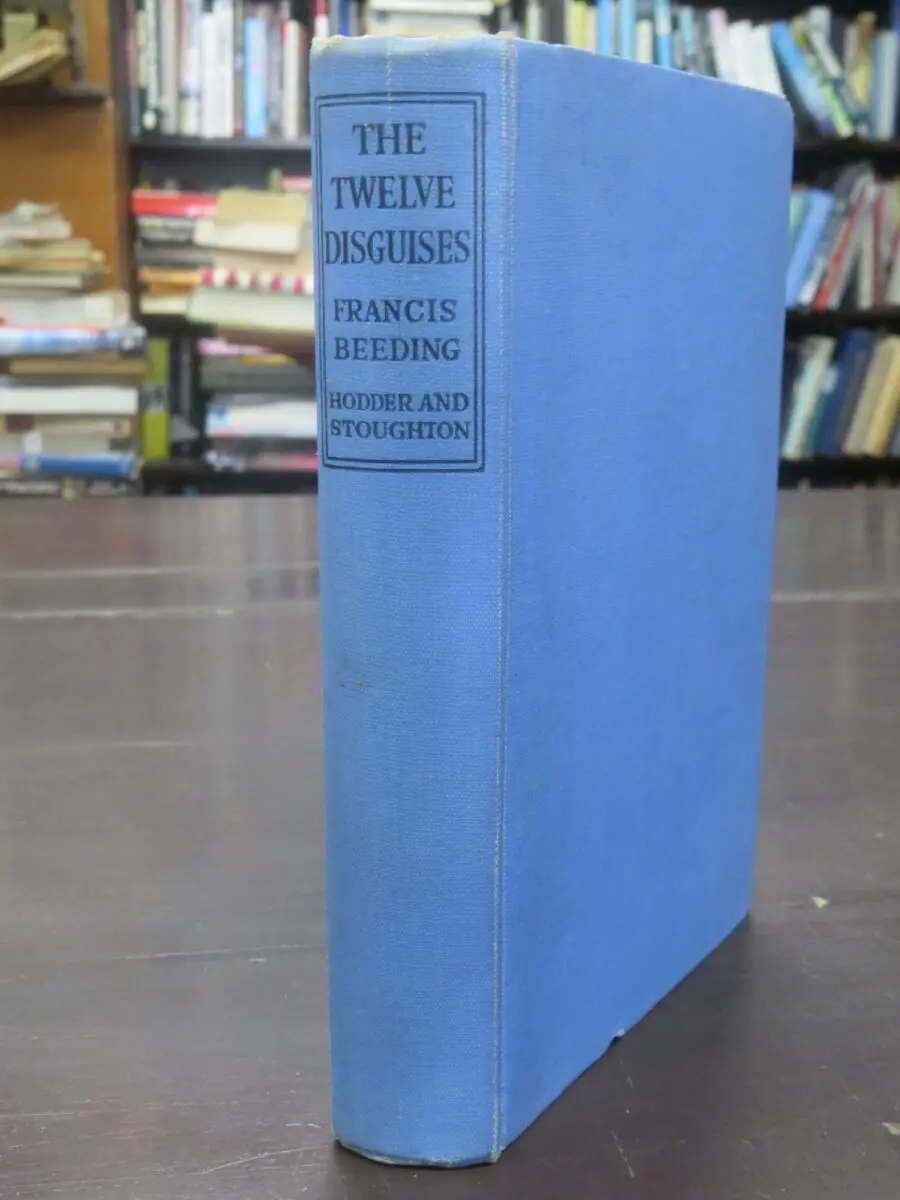 THE
TWELVE
DISGUISES
FRANCIS
BEEDING
HODDER AND
STOUGHTON